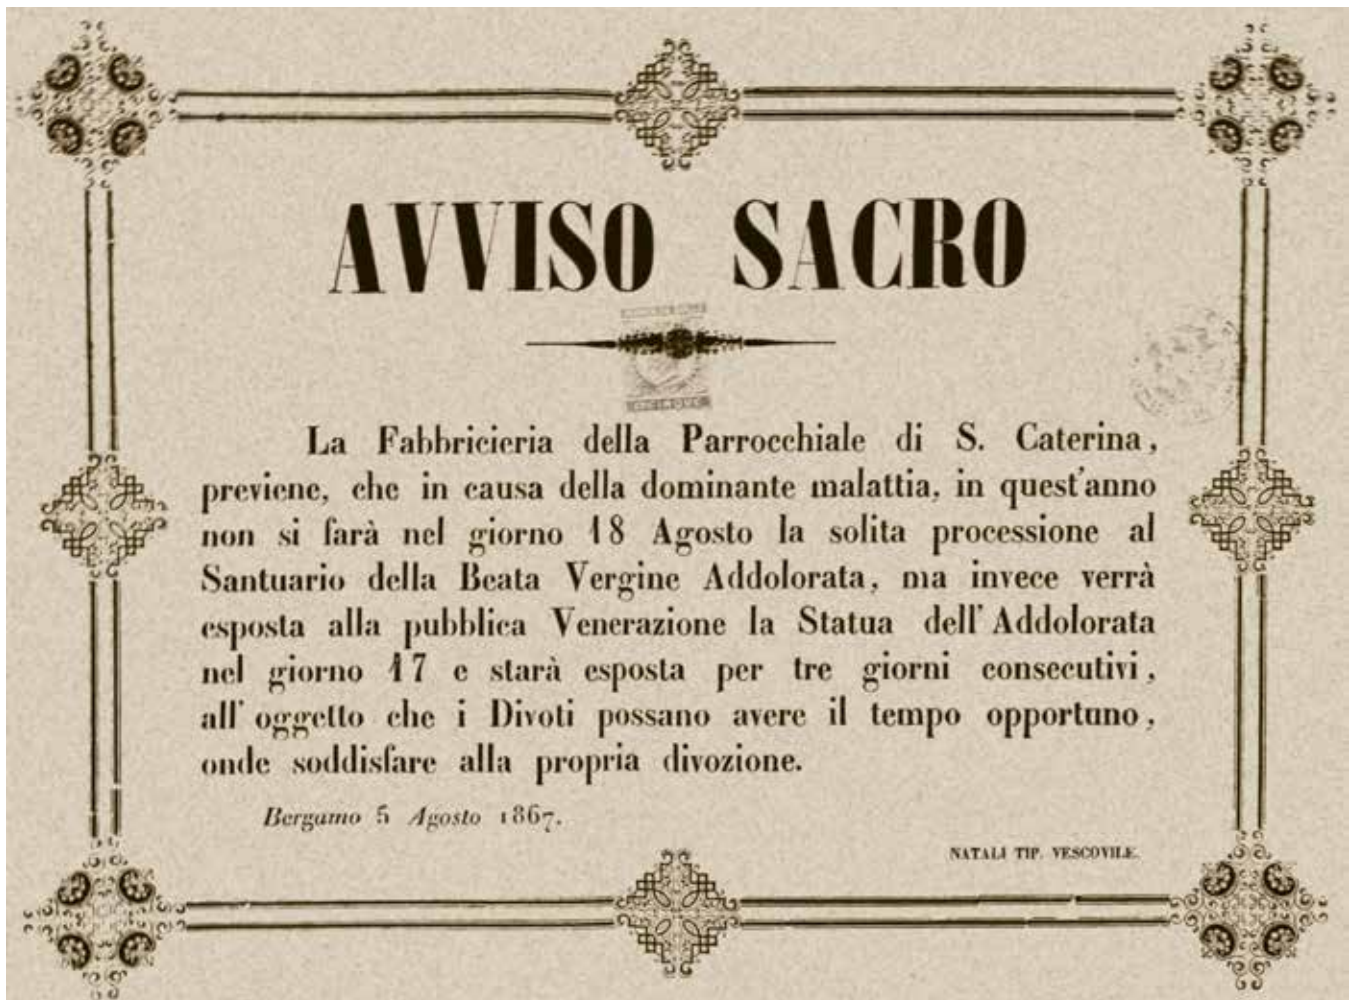 AVVISO SACRO
La Fabbricieria della Parrocchiale di S. Caterina,
previene, che in causa della dominante malattia, in quest'anno
non si farà nel giorno 18 Agosto la solita processione al
Santuario della Beata Vergine Addolorata, ma invece verrà
esposta alla pubblica Venerazione la Statua dell'Addolorata
nel giorno 17 e starà esposta per tre giorni consecutivi,
all'oggetto che i Divoti possano avere il tempo opportuno,
onde soddisfare alla propria divozione.
Bergamo 5 Agosto 1867.
NATALI TIP. VESCOVILE.